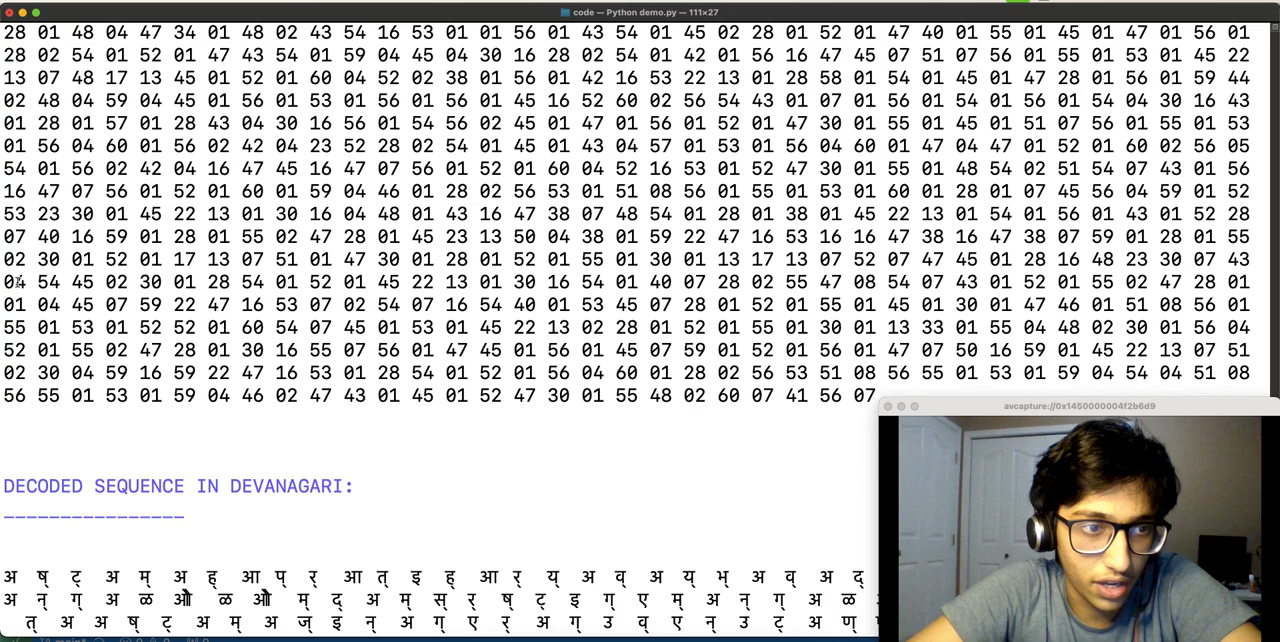 code — Python demo.py — 111×27
28 01 48 04 47 34 01 48 02 43 54 16 53 01 01 56 01 43 54 01 45 02 28 01 52 01 47 40 01 55 01 45 01 47 01 56 01
28 02 54 01 52 01 47 43 54 01 59 04 45 04 30 16 28 02 54 01 42 01 56 16 47 45 07 51 07 56 01 55 01 53 01 45 22
13 07 48 17 13 45 01 52 01 60 04 52 02 38 01 56 01 42 16 53 22 13 01 28 58 01 54 01 45 01 47 28 01 56 01 59 44
02 48 04 59 04 45 01 56 01 53 01 56 01 56 01 45 16 52 60 02 56 54 43 01 07 01 56 01 54 01 56 01 54 04 30 16 43
01 28 01 57 01 28 43 04 30 16 56 01 54 56 02 45 01 47 01 56 01 52 01 47 30 01 55 01 45 01 51 07 56 01 55 01 53
01 56 04 60 01 56 02 42 04 23 52 28 02 54 01 45 01 43 04 57 01 53 01 56 04 60 01 47 04 47 01 52 01 60 02 56 05
54 01 56 02 42 04 16 47 45 16 47 07 56 01 52 01 60 04 52 16 53 01 52 47 30 01 55 01 48 54 02 51 54 07 43 01 56
16 47 07 56 01 52 01 60 01 59 04 46 01 28 02 56 53 01 51 08 56 01 55 01 53 01 60 01 28 01 07 45 56 04 59 01 52
53 23 30 01 45 22 13 01 30 16 04 48 01 43 16 47 38 07 48 54 01 28 01 38 01 45 22 13 01 54 01 56 01 43 01 52 28
07 40 16 59 01 28 01 55 02 47 28 01 45 23 13 50 04 38 01 59 22 47 16 53 16 16 47 38 16 47 38 07 59 01 28 01 55
02 30 01 52 01 17 13 07 51 01 47 30 01 28 01 52 01 55 01 30 01 13 17 13 07 52 07 47 45 01 28 16 48 23 30 07 43
04 54 45 02 30 01 28 54 01 52 01 45 22 13 01 30 16 54 01 40 07 28 02 55 47 08 54 07 43 01 52 01 55 02 47 28 01
01 04 45 07 59 22 47 16 53 07 02 54 07 16 54 40 01 53 45 07 28 01 52 01 55 01 45 01 30 01 47 46 01 51 08 56 01
55 01 53 01 52 52 01 60 54 07 45 01 53 01 45 22 13 02 28 01 52 01 55 01 30 01 13 33 01 55 04 48 02 30 01 56 04
52 01 55 02 47 28 01 30 16 55 07 56 01 47 45 01 56 01 45 07 59 01 52 01 56 01 47 07 50 16 59 01 45 22 13 07 51
02 30 04 59 16 59 22 47 16 53 01 28 54 01 52 01 56 04 60 01 28 02 56 53 51 08 56 55 01 53 01 59 04 54 04 51 08
56 55 01 53 01 59 04 46 02 47 43 01 45 01 52 47 30 01 55 48 02 60 07 41 56 07
avcapture://0x1450000004f2b6d9
DECODED SEQUENCE IN DEVANAGARI:
________________
अ ष् ट् अ म् अ ह् आ प् र् आ त् इ ह् आ र् य् अ व् अ य् भ् अ व् अ द्
अ न् ग् अ ळ ओ ळ ओ म् द् अ म् स् र् ष् ट् इ ग् ए म् अ न् ग् अ ळ
त् अ अ ष् ट् अ म् अ ज् इ न् अ ग् ए र् अ ग् उ व् ए न् उ ट् अ ण्